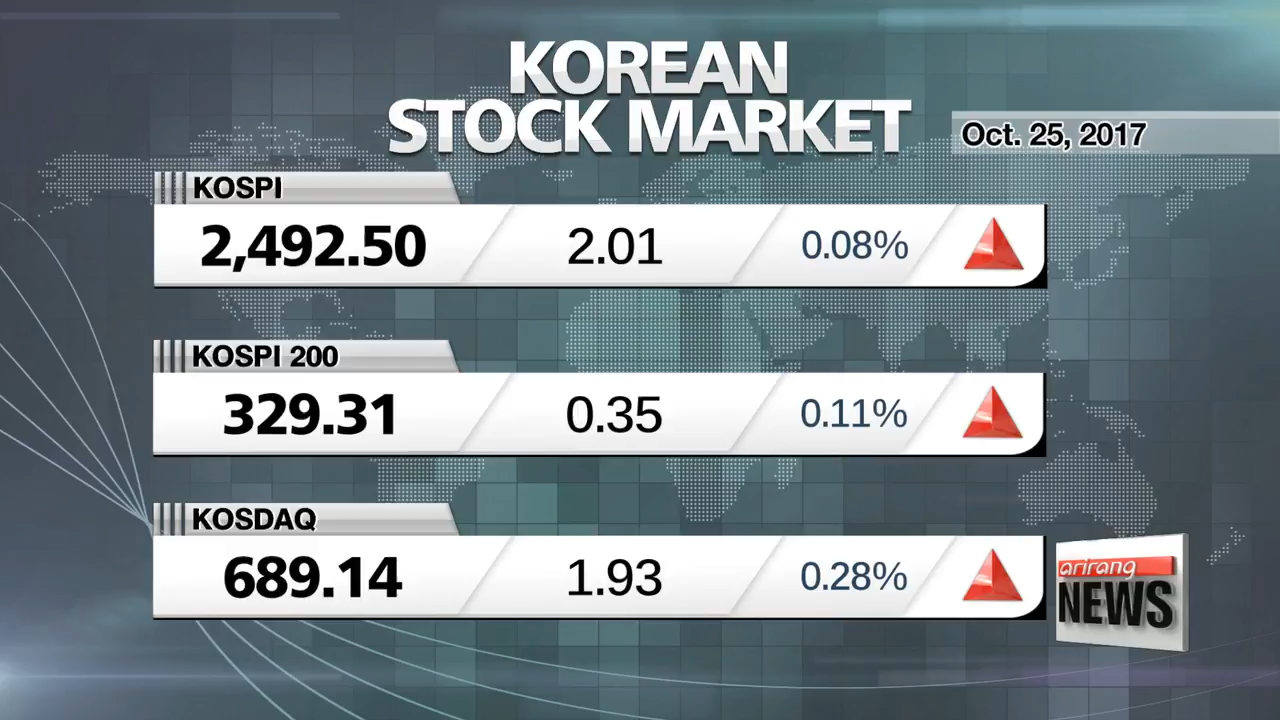 KOREAN
STOCK MARKET
Oct. 25, 2017
KOSPI
2,492.50 2.01 0.08%
KOSPI 200
329.31 0.35 0.11%
KOSDAQ
689.14 1.93 0.28%
arirang
NEWS